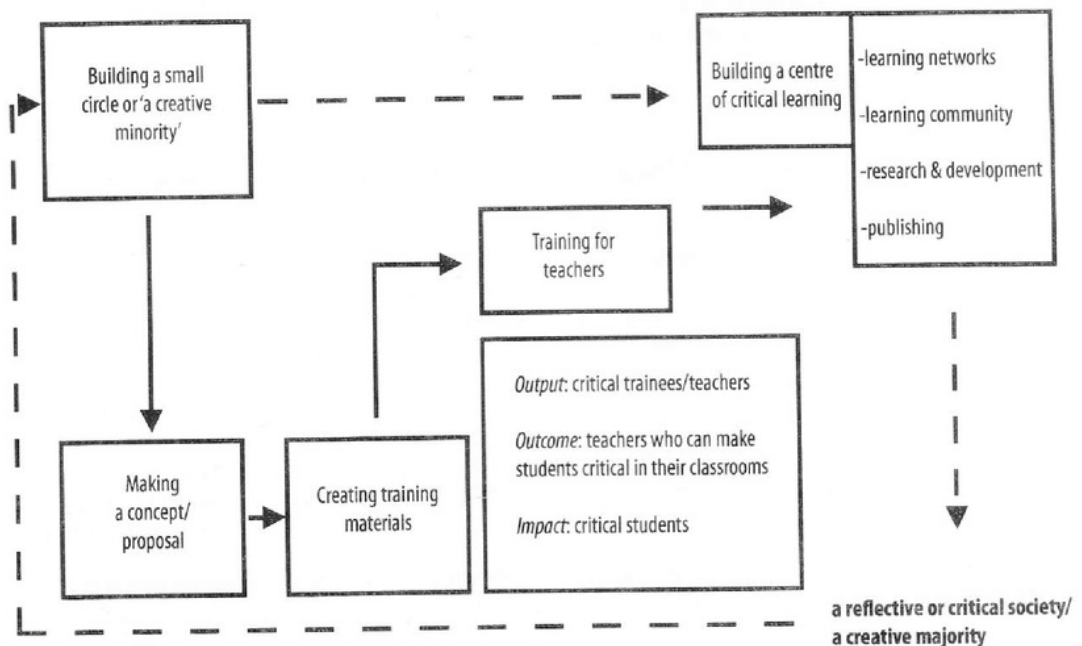 Building a small
circle or 'a creative
minority'
Building a centre
of critical learning
-learning networks
-learning community
-research & development
-publishing
Training for
teachers
Output: critical trainees/teachers
Outcome: teachers who can make
students critical in their classrooms
Impact: critical students
Making
a concept/
proposal
Creating training
materials
a reflective or critical society/
a creative majority